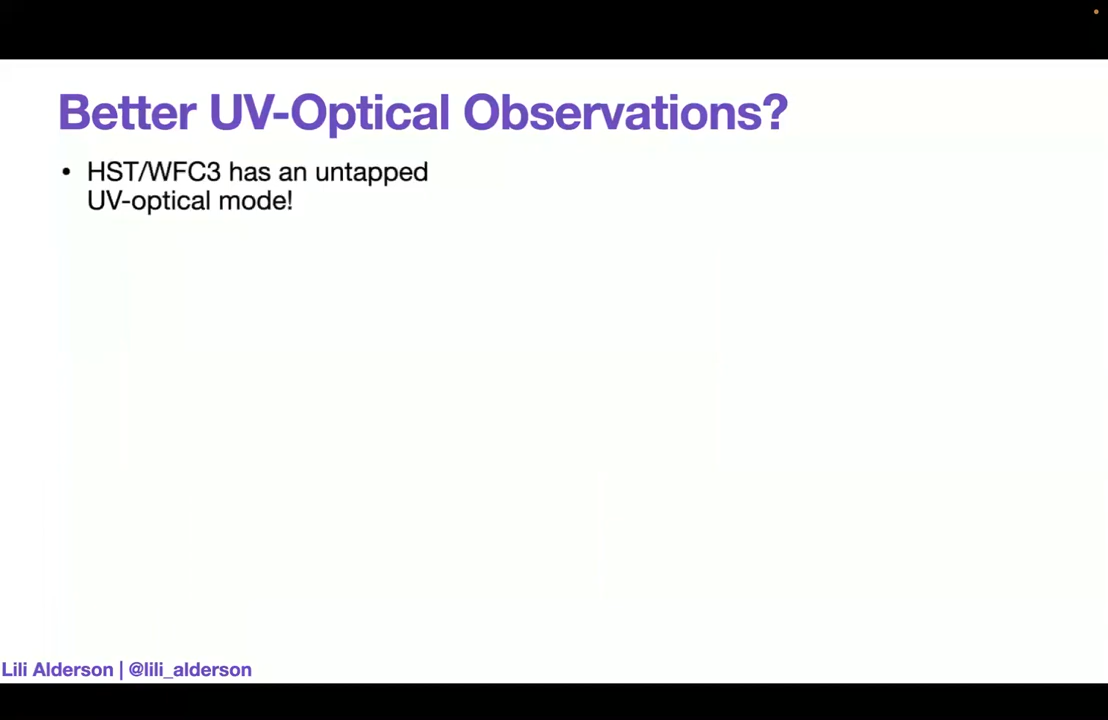 Better UV-Optical Observations?
• HST/WFC3 has an untapped
UV-optical mode!
Lili Alderson | @lili_alderson